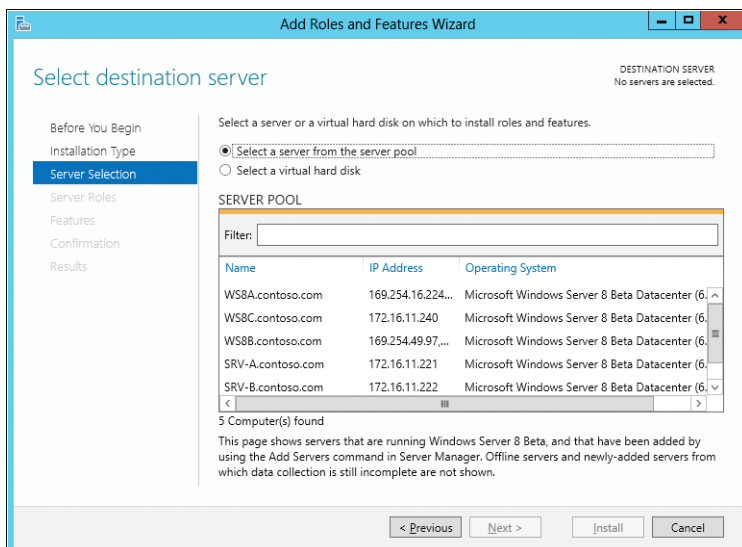 Add Roles and Features Wizard
Select destination server
DESTINATION SERVER
No servers are selected.
Before You Begin
Installation Type
Server Selection
Server Roles
Features
Confirmation
Results
Select a server or a virtual hard disk on which to install roles and features.
Select a server from the server pool
Select a virtual hard disk
SERVER POOL
Filter:
Name IP Address Operating System
WS8A.contoso.com 169.254.16.224... Microsoft Windows Server 8 Beta Datacenter (6.
WS8C.contoso.com 172.16.11.240 Microsoft Windows Server 8 Beta Datacenter (6.
WS8B.contoso.com 169.254.49.97,... Microsoft Windows Server 8 Beta Datacenter (6.
SRV-A.contoso.com 172.16.11.221 Microsoft Windows Server 8 Beta Datacenter (6.
SRV-B.contoso.com 172.16.11.222 Microsoft Windows Server 8 Beta Datacenter (6.
5 Computer(s) found
This page shows servers that are running Windows Server 8 Beta, and that have been added by
using the Add Servers command in Server Manager. Offline servers and newly-added servers from
which data collection is still incomplete are not shown.
< Previous Next > Install Cancel